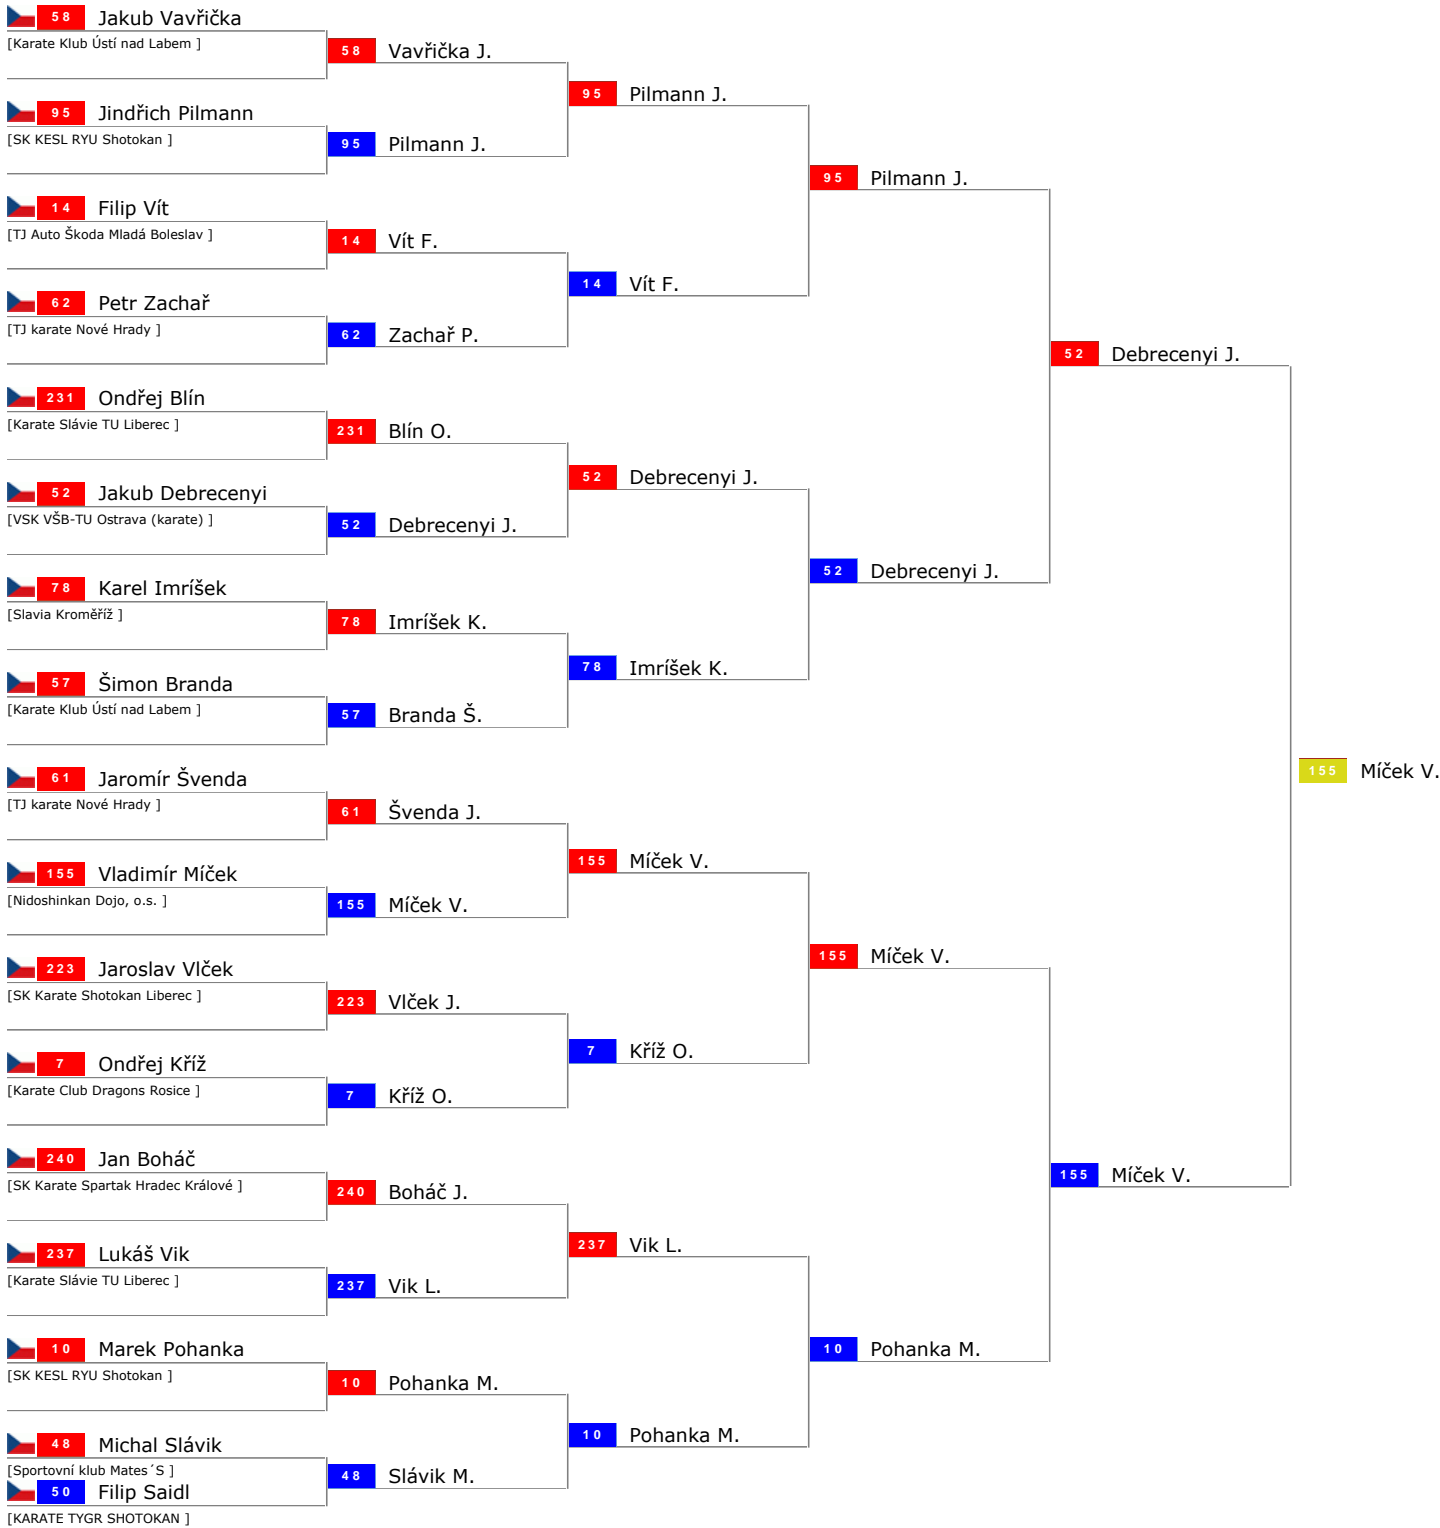 58 Jakub Vavřička
[Karate Klub Ústí nad Labem ]
95 Jindřich Pilmann
[SK KESL RYU Shotokan ]
14 Filip Vít
[TJ Auto Škoda Mladá Boleslav ]
62 Petr Zachař
[TJ karate Nové Hrady ]
231 Ondřej Blín
[Karate Slávie TU Liberec ]
52 Jakub Debrecenyi
[VSK VŠB-TU Ostrava (karate) ]
78 Karel Imríšek
[Slavia Kroměříž ]
57 Šimon Branda
[Karate Klub Ústí nad Labem ]
61 Jaromír Švenda
[TJ karate Nové Hrady ]
155 Vladimír Míček
[Nidoshinkan Dojo, o.s. ]
223 Jaroslav Vlček
[SK Karate Shotokan Liberec ]
7 Ondřej Kříž
[Karate Club Dragons Rosice ]
240 Jan Boháč
[SK Karate Spartak Hradec Králové ]
237 Lukáš Vik
[Karate Slávie TU Liberec ]
10 Marek Pohanka
[SK KESL RYU Shotokan ]
48 Michal Slávik
[Sportovní klub Mates´S ]
50 Filip Saidl
[KARATE TYGR SHOTOKAN ]
58 Vavřička J.
95 Pilmann J.
14 Vít F.
62 Zachař P.
231 Blín O.
52 Debrecenyi J.
78 Imríšek K.
57 Branda Š.
61 Švenda J.
155 Míček V.
223 Vlček J.
7 Kříž O.
240 Boháč J.
237 Vik L.
10 Pohanka M.
48 Slávik M.
95 Pilmann J.
14 Vít F.
52 Debrecenyi J.
78 Imríšek K.
155 Míček V.
7 Kříž O.
237 Vik L.
10 Pohanka M.
95 Pilmann J.
52 Debrecenyi J.
155 Míček V.
10 Pohanka M.
52 Debrecenyi J.
155 Míček V.
155 Míček V.